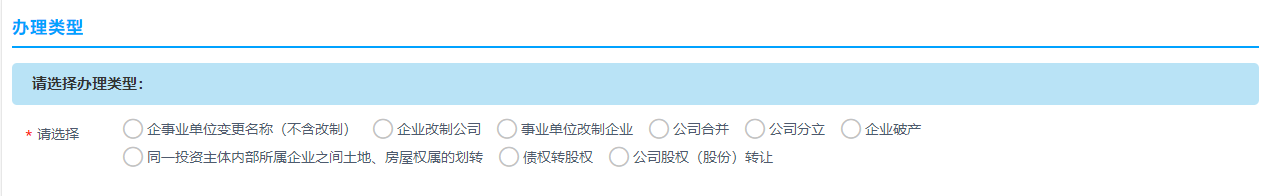 办理类型
请选择办理类型：
* 请选择 企事业单位变更名称（不含改制） 企业改制公司 事业单位改制企业 公司合并 公司分立 企业破产
同一投资主体内部所属企业之间土地、房屋权属的划转 债权转股权 公司股权（股份）转让